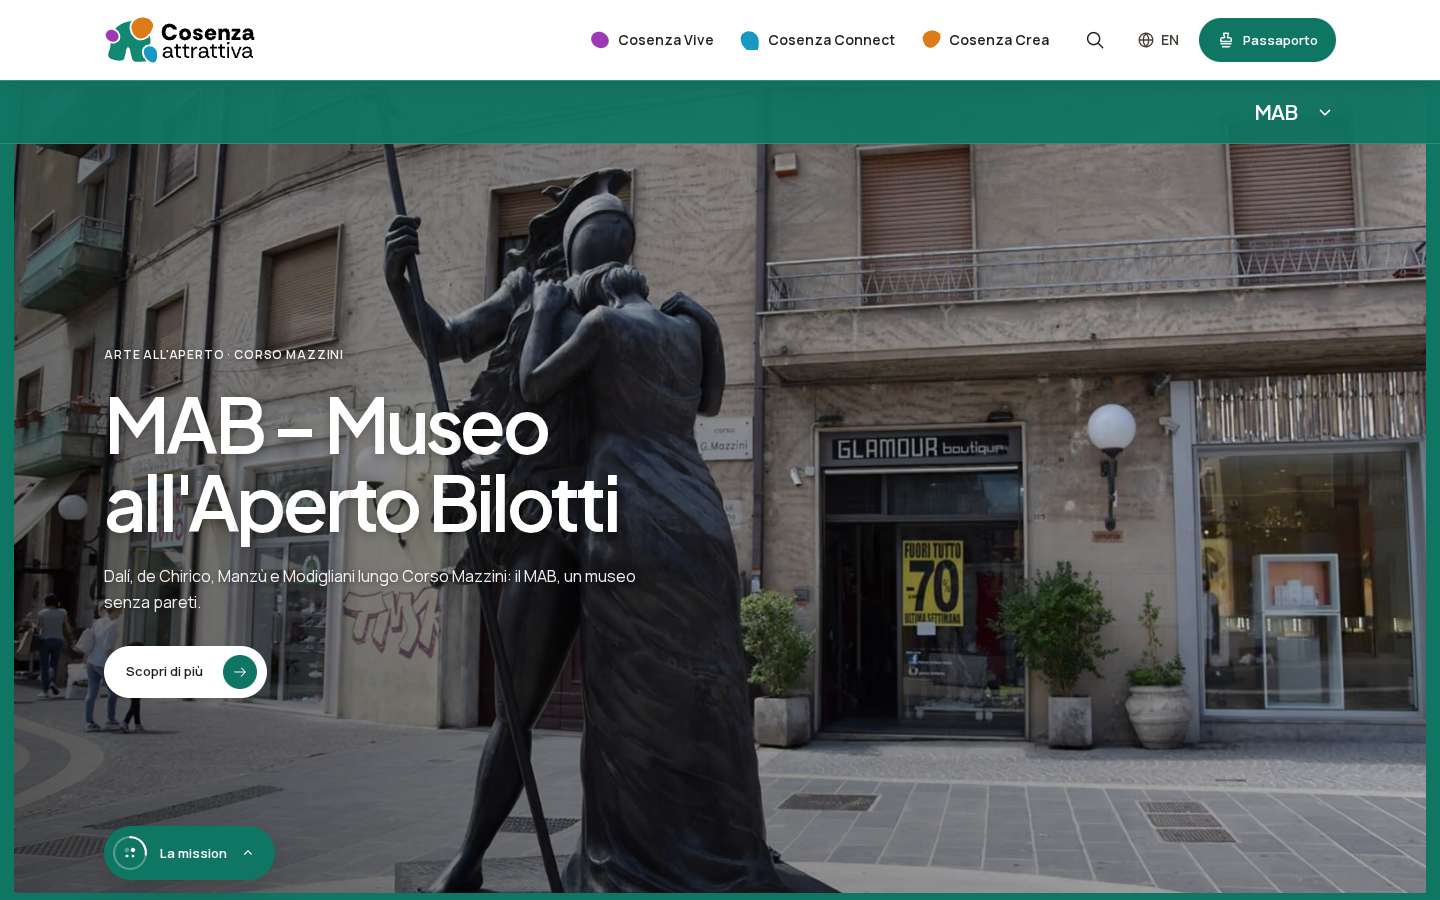 Cosenza
attrattiva
Cosenza Vive
Cosenza Connect
Cosenza Crea
EN
Passaporto
MAB
ARTE ALL'APERTO · CORSO MAZZINI
MAB – Museo
all'Aperto Bilotti
Dalí, de Chirico, Manzù e Modigliani lungo Corso Mazzini: il MAB, un museo
senza pareti.
Scopri di più
La mission
corso
G. Mazzini
GLAMOUR boutique
FUORI TUTTO
-70
ULTIMA SETTIMANA